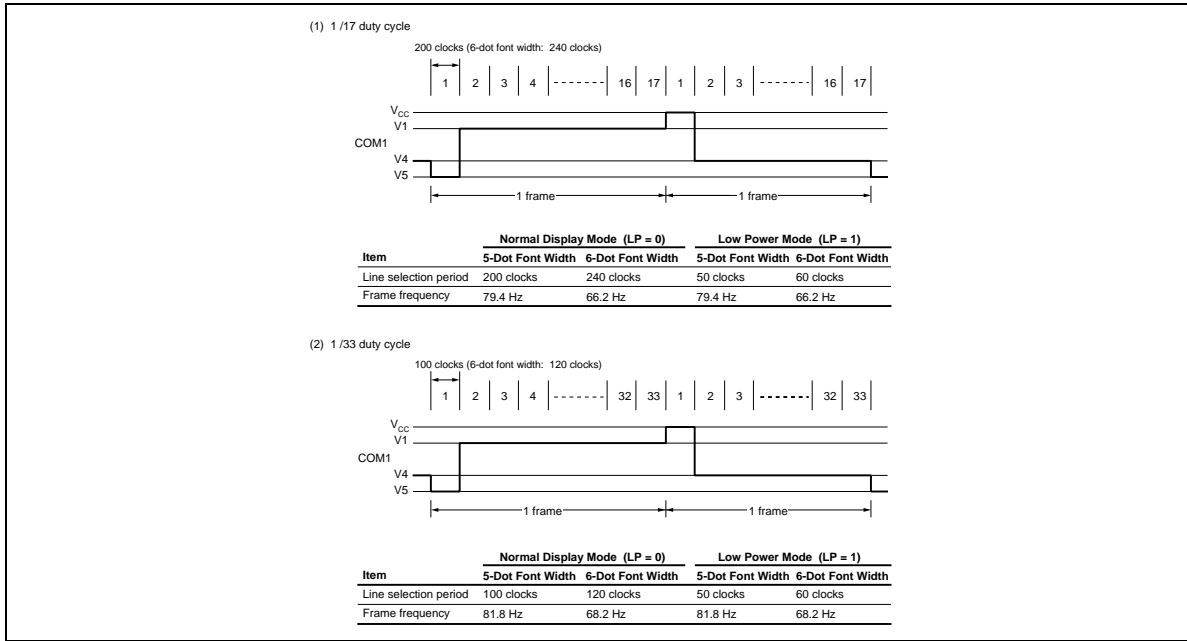 (1) 1 /17 duty cycle
200 clocks (6-dot font width: 240 clocks)
1 2 3 4 16 17 1 2 3 16 17
VCC
V1
COM1
V4
V5
1 frame 1 frame
Normal Display Mode (LP = 0) Low Power Mode (LP = 1)
Item 5-Dot Font Width 6-Dot Font Width 5-Dot Font Width 6-Dot Font Width
Line selection period 200 clocks 240 clocks 50 clocks 60 clocks
Frame frequency 79.4 Hz 66.2 Hz 79.4 Hz 66.2 Hz
(2) 1 /33 duty cycle
100 clocks (6-dot font width: 120 clocks)
1 2 3 4 32 33 1 2 3 32 33
VCC
V1
COM1
V4
V5
1 frame 1 frame
Normal Display Mode (LP = 0) Low Power Mode (LP = 1)
Item 5-Dot Font Width 6-Dot Font Width 5-Dot Font Width 6-Dot Font Width
Line selection period 100 clocks 120 clocks 50 clocks 60 clocks
Frame frequency 81.8 Hz 68.2 Hz 81.8 Hz 68.2 Hz